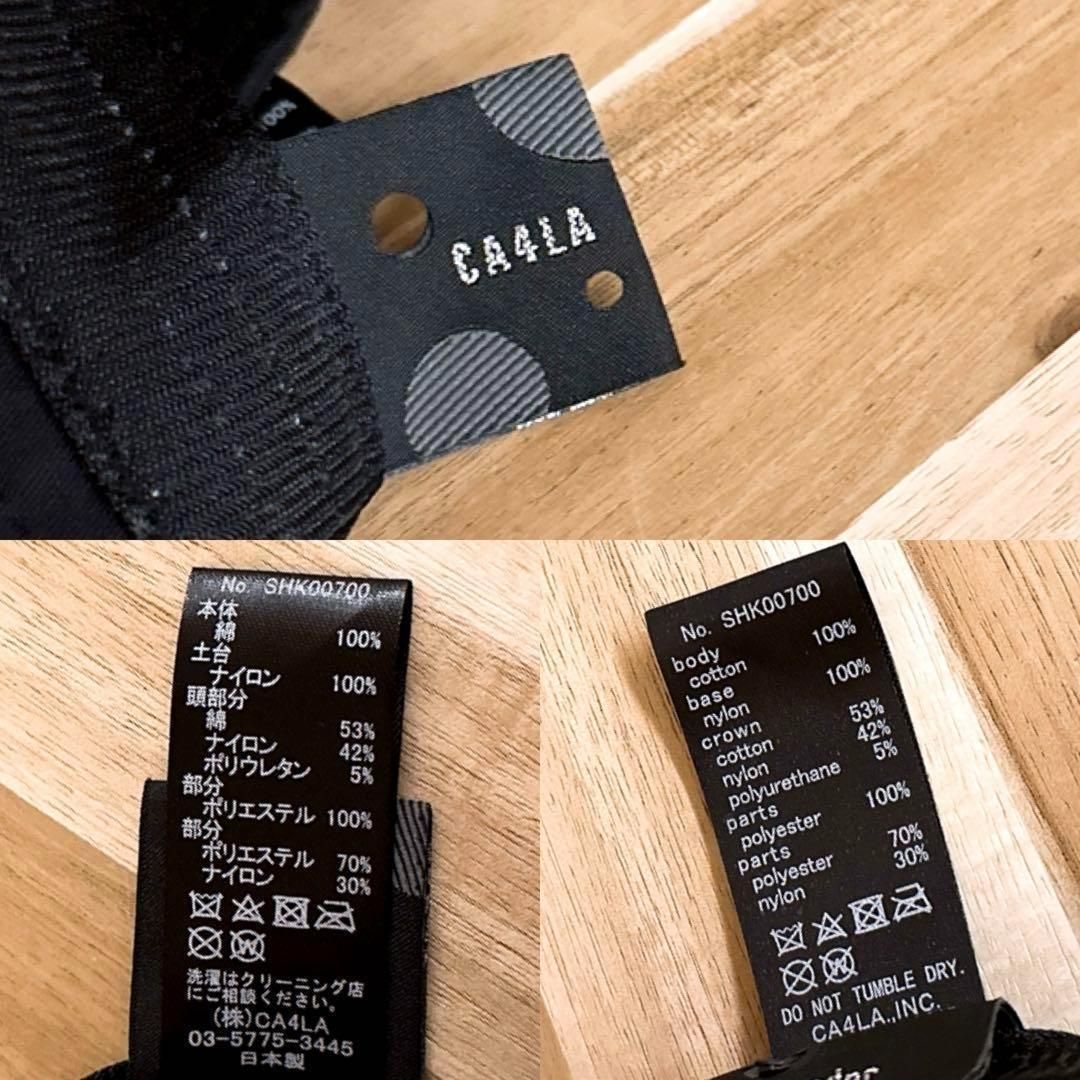 100%
CA4LA
No. SHK00700
本体
綿 100%
土台
ナイロン 100%
頭部分
綿 53%
ナイロン 42%
ポリウレタン 5%
部分
ポリエステル 100%
部分
ポリエステル 70%
ナイロン 30%
W
洗濯はクリーニング店
にご相談ください。
(株)CA4LA
03-5775-3445
日本製
No. SHK00700
body
cotton 100%
base
nylon 100%
crown
cotton 53%
nylon 42%
polyurethane 5%
parts
polyester 100%
parts
polyester 70%
nylon 30%
W
DO NOT TUMBLE DRY.
CA4LA.,INC.